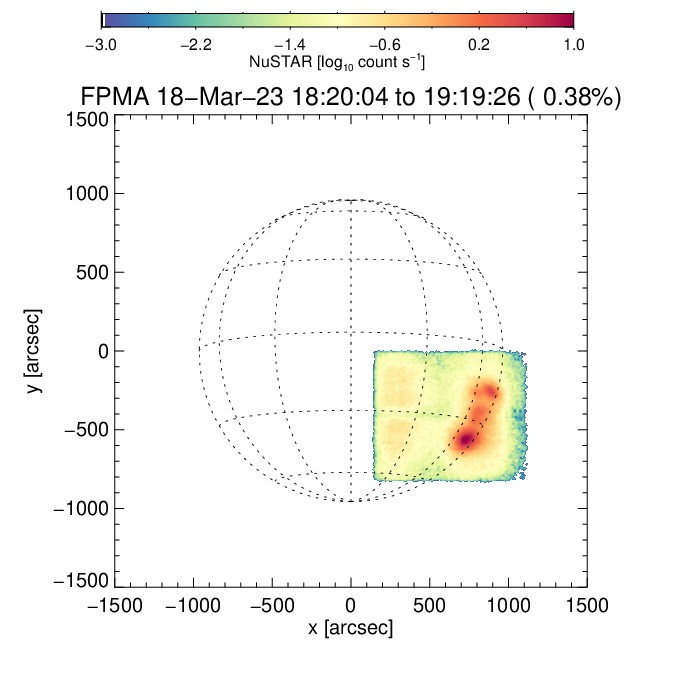 −3.0 −2.2 −1.4 −0.6 0.2 1.0
NuSTAR [log₁₀ count s⁻¹]
FPMA 18−Mar−23 18:20:04 to 19:19:26 ( 0.38%)
1500
1000
500
0
−500
−1000
−1500
y [arcsec]
−1500 −1000 −500 0 500 1000 1500
x [arcsec]